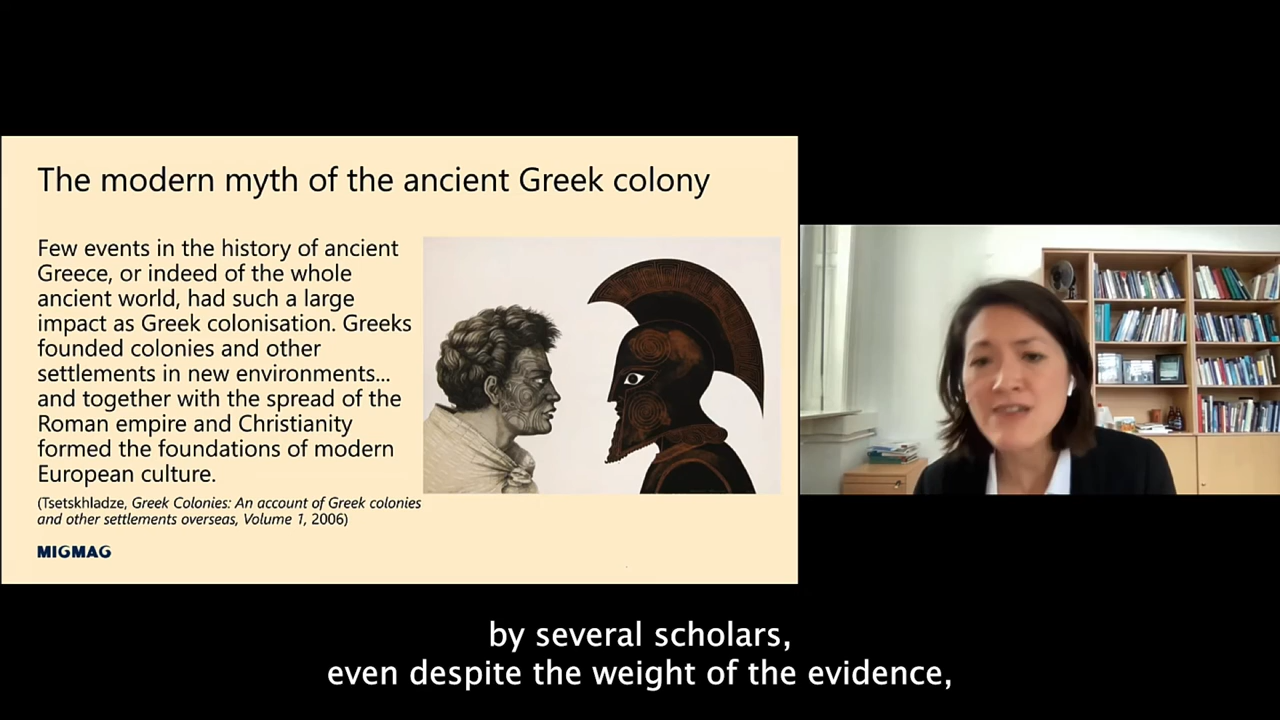 The modern myth of the ancient Greek colony
Few events in the history of ancient
Greece, or indeed of the whole
ancient world, had such a large
impact as Greek colonisation. Greeks
founded colonies and other
settlements in new environments...
and together with the spread of the
Roman empire and Christianity
formed the foundations of modern
European culture.
(Tsetskhladze, Greek Colonies: An account of Greek colonies
and other settlements overseas, Volume 1, 2006)
MIGMAG
by several scholars,
even despite the weight of the evidence,